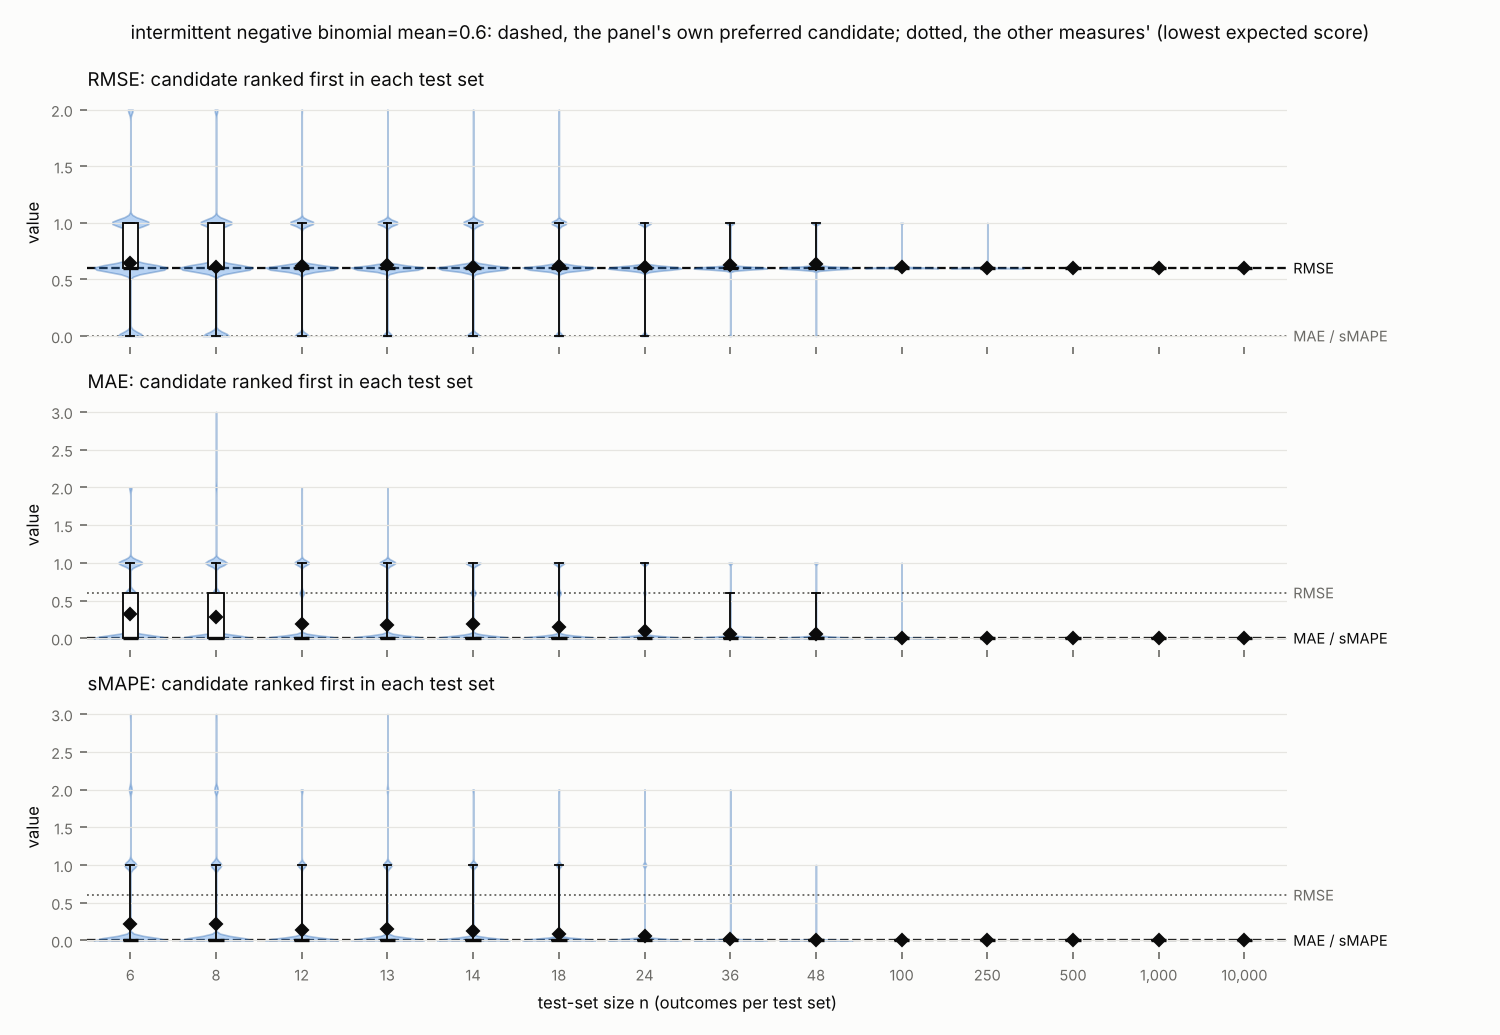 intermittent negative binomial mean=0.6: dashed, the panel's own preferred candidate; dotted, the other measures' (lowest expected score)
RMSE: candidate ranked first in each test set
value
2.0
1.5
1.0
0.5
0.0
RMSE
MAE / sMAPE
MAE: candidate ranked first in each test set
value
3.0
2.5
2.0
1.5
1.0
0.5
0.0
RMSE
MAE / sMAPE
sMAPE: candidate ranked first in each test set
value
3.0
2.5
2.0
1.5
1.0
0.5
0.0
RMSE
MAE / sMAPE
6 8 12 13 14 18 24 36 48 100 250 500 1,000 10,000
test-set size n (outcomes per test set)